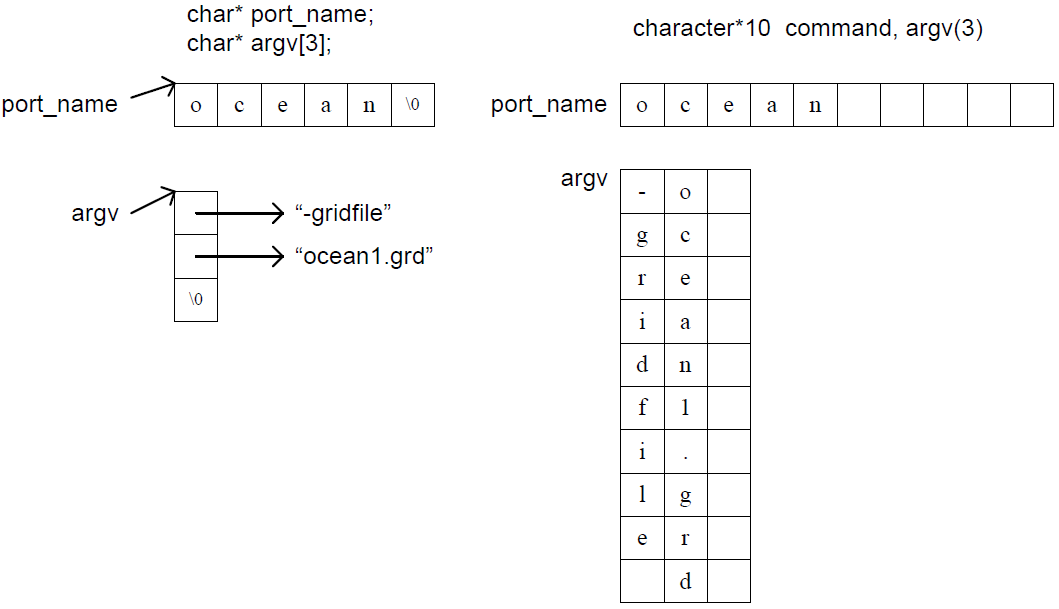 char* port_name;
char* argv[3];
port_name o c e a n \0
argv
“-gridfile”
“ocean1.grd”
\0
character*10 command, argv(3)
port_name o c e a n
argv
- o
g c
r e
i a
d n
f l
i .
l g
e r
d